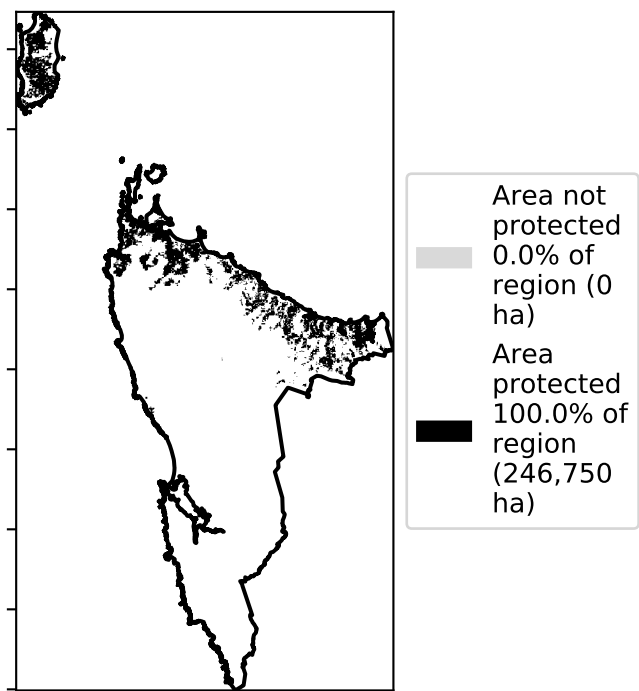 Area not
protected
0.0% of
region (0
ha)
Area
protected
100.0% of
region
(246,750
ha)